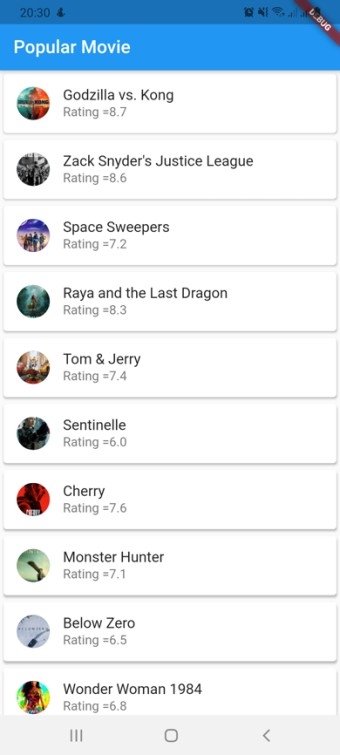 20:30
DEBUG
Popular Movie
Godzilla vs. Kong
Rating =8.7
Zack Snyder's Justice League
Rating =8.6
Space Sweepers
Rating =7.2
Raya and the Last Dragon
Rating =8.3
Tom & Jerry
Rating =7.4
Sentinelle
Rating =6.0
Cherry
Rating =7.6
Monster Hunter
Rating =7.1
Below Zero
Rating =6.5
Wonder Woman 1984
Rating =6.8